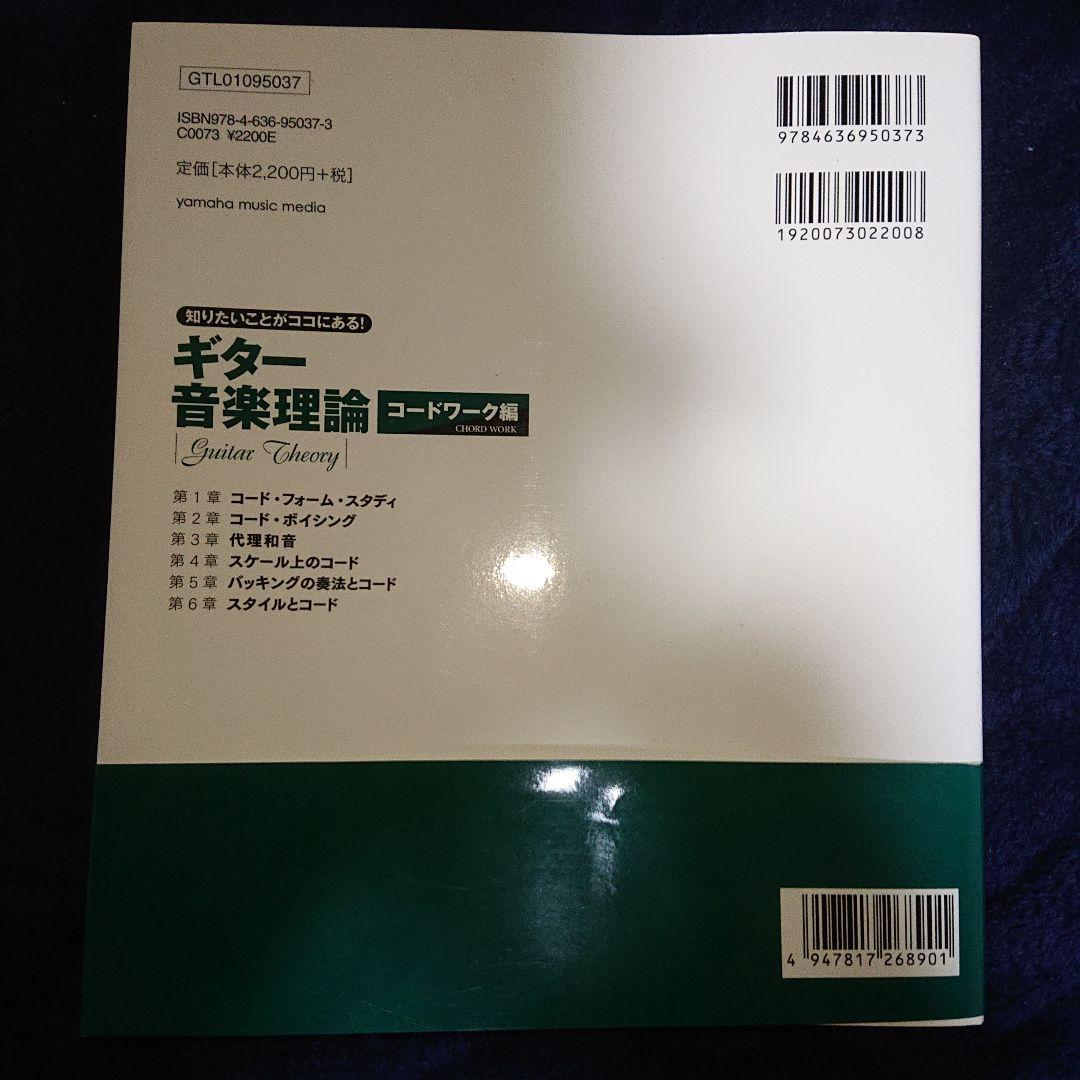 GTL01095037
ISBN978-4-636-95037-3
C0073 ¥2200E
定価[本体2,200円+税]
yamaha music media
9784636950373
1920073022008
知りたいことがココにある!
ギター
音楽理論 コードワーク編
CHORD WORK
Guitar Theory
第1章 コード・フォーム・スタディ
第2章 コード・ボイシング
第3章 代理和音
第4章 スケール上のコード
第5章 バッキングの奏法とコード
第6章 スタイルとコード
4 947817 268901